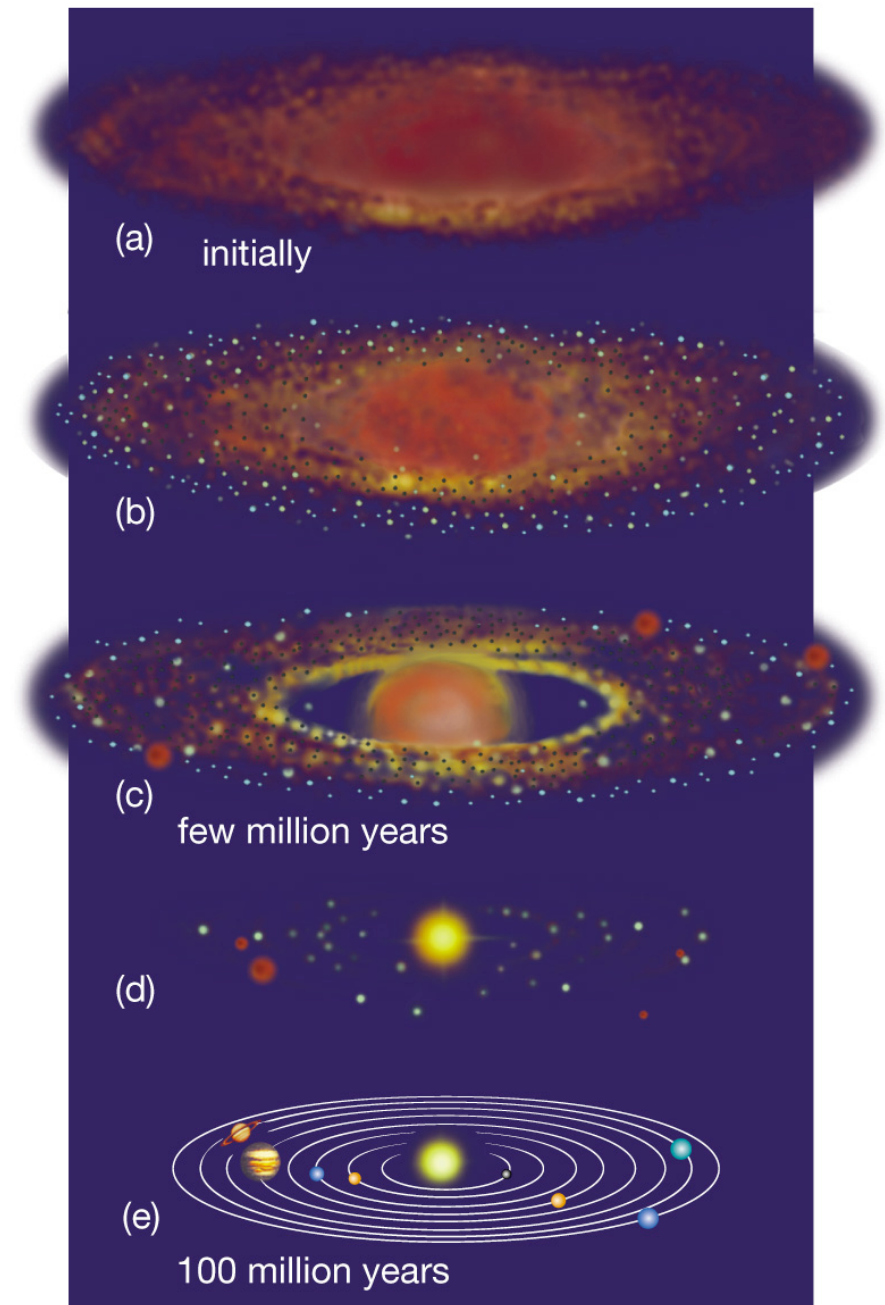 (a)
initially
(b)
(c)
few million years
(d)
(e)
100 million years